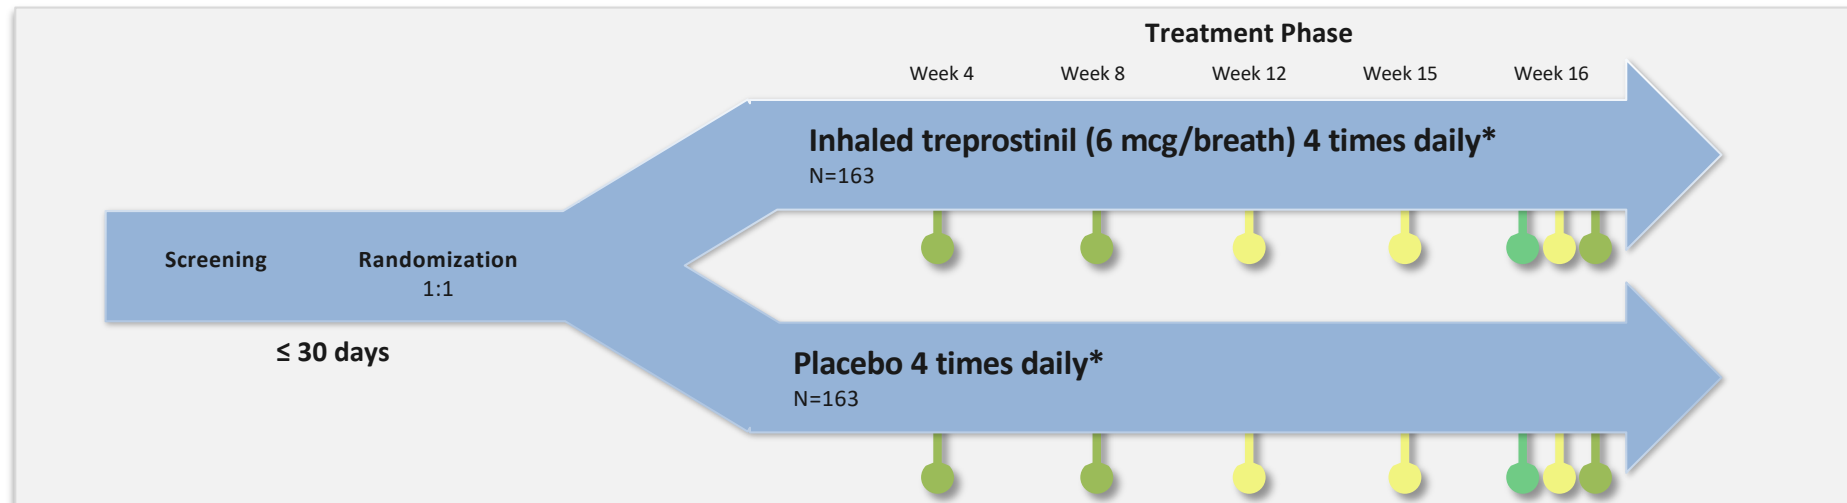 Treatment Phase
Week 4 Week 8 Week 12 Week 15 Week 16
Inhaled treprostinil (6 mcg/breath) 4 times daily*
N=163
Screening Randomization
1:1
≤ 30 days
Placebo 4 times daily*
N=163